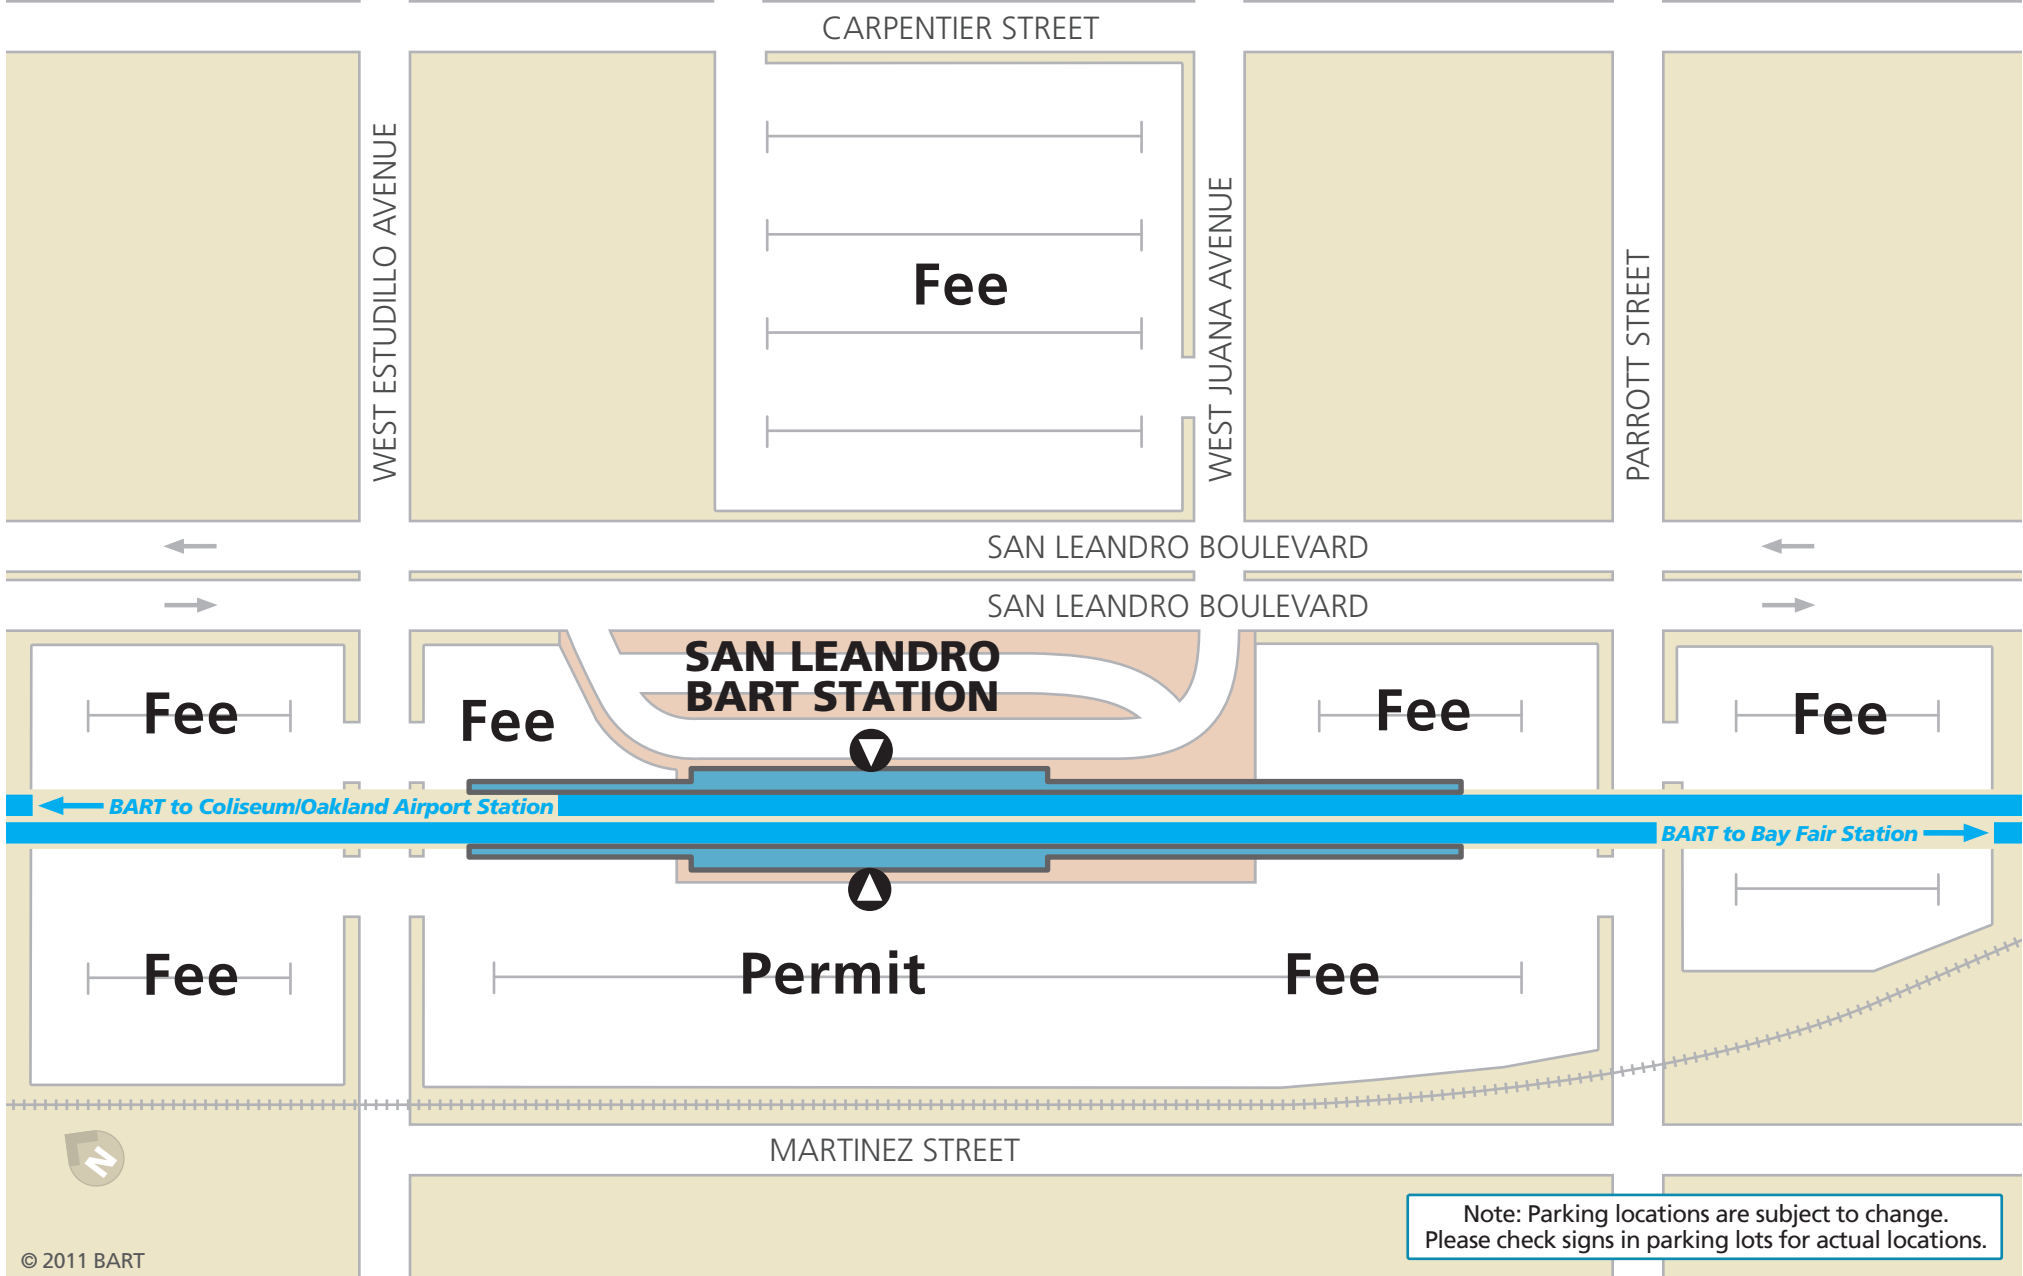 CARPENTIER STREET
WEST ESTUDILLO AVENUE
Fee
WEST JUANA AVENUE
PARROTT STREET
SAN LEANDRO BOULEVARD
SAN LEANDRO BOULEVARD
SAN LEANDRO
BART STATION
Fee
Fee
Fee
Fee
BART to Coliseum/Oakland Airport Station
BART to Bay Fair Station
Fee
Permit
Fee
MARTINEZ STREET
N
Note: Parking locations are subject to change.
Please check signs in parking lots for actual locations.
© 2011 BART